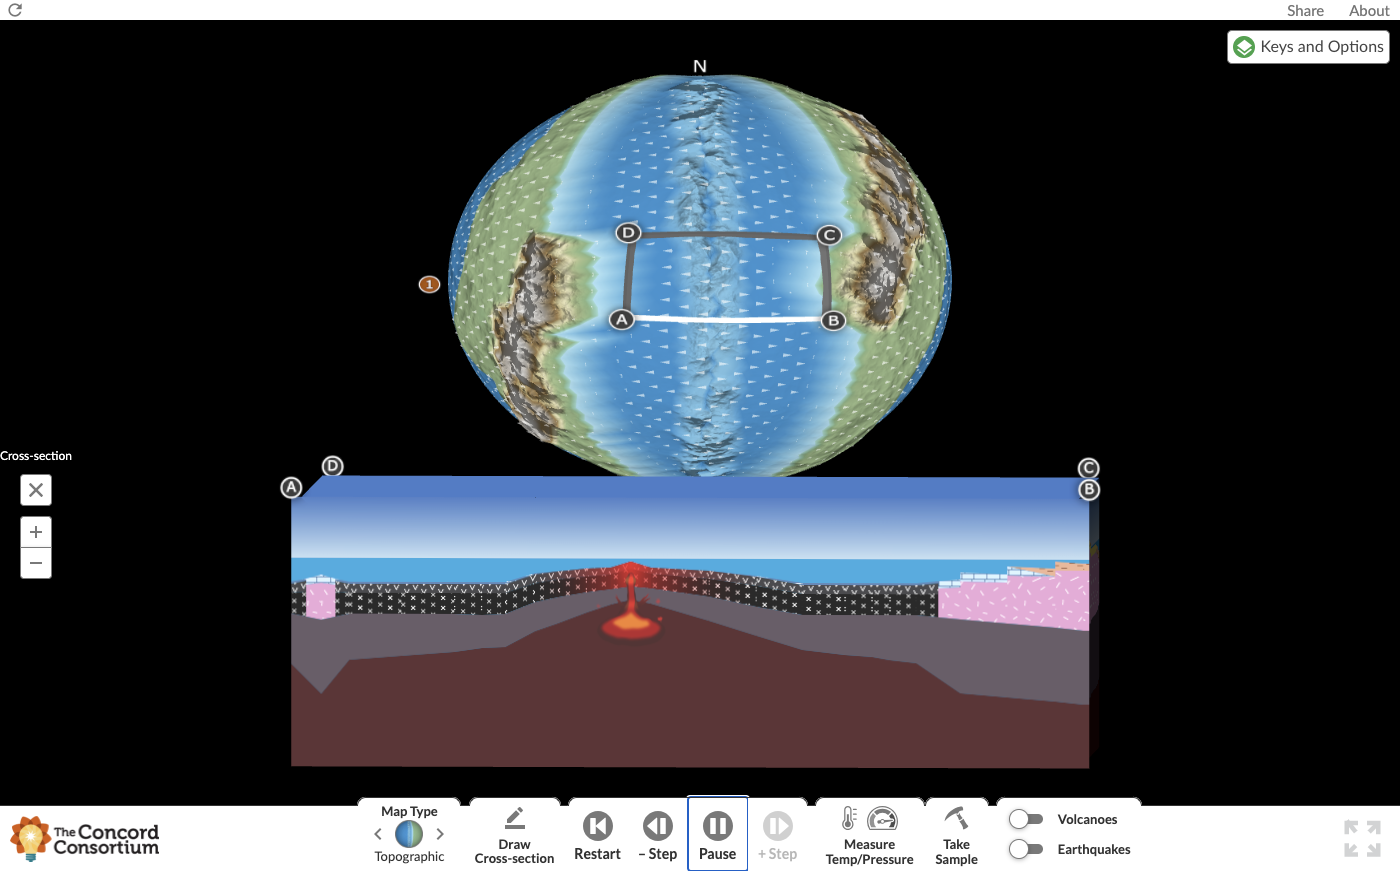 Share About
Keys and Options
N
D C
1
A B
Cross-section
D C
A B
+
−
The Concord
Consortium
Map Type
Topographic
Draw
Cross-section
Restart
– Step
Pause
+ Step
Measure
Temp/Pressure
Take
Sample
Volcanoes
Earthquakes